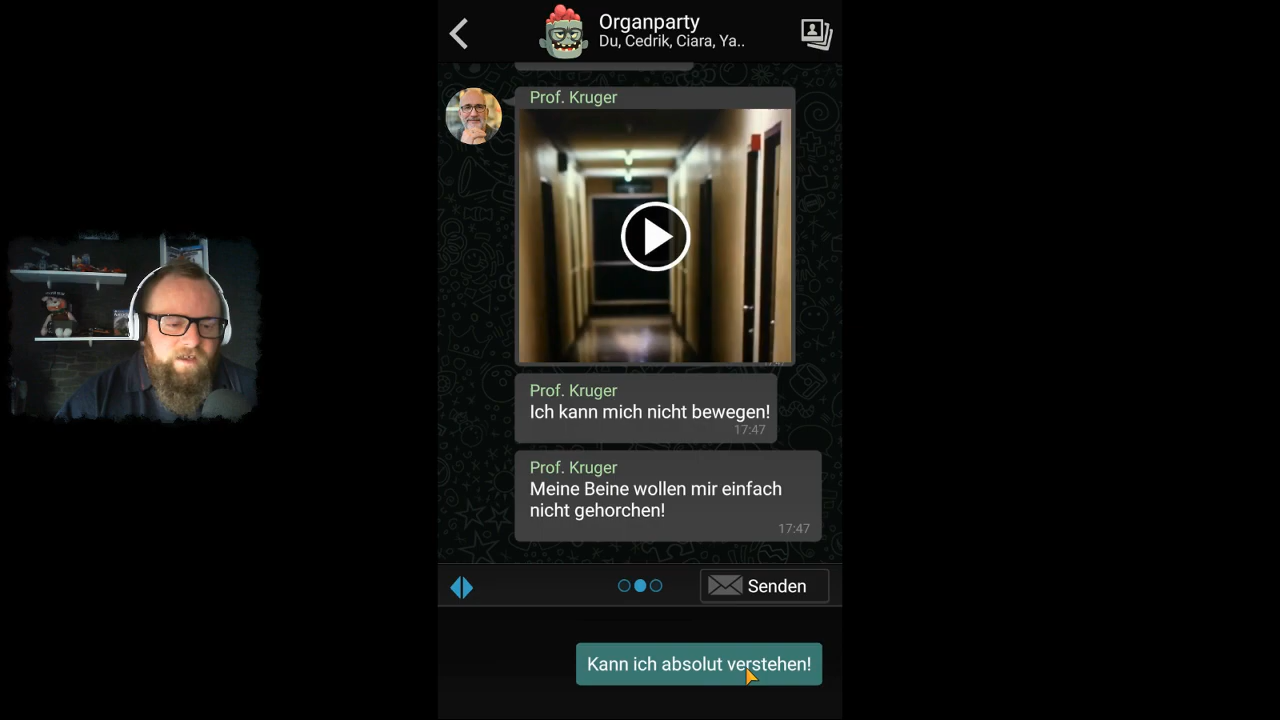 Organparty
Du, Cedrik, Ciara, Ya..
Prof. Kruger
Prof. Kruger
Ich kann mich nicht bewegen!
17:47
Prof. Kruger
Meine Beine wollen mir einfach
nicht gehorchen!
17:47
Senden
Kann ich absolut verstehen!